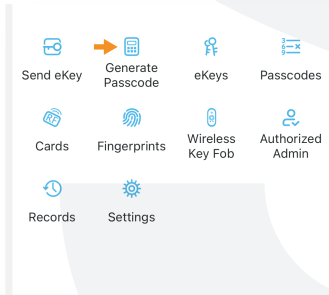 Send eKey
Generate
Passcode
eKeys
Passcodes
Cards
Fingerprints
Wireless
Key Fob
Authorized
Admin
Records
Settings